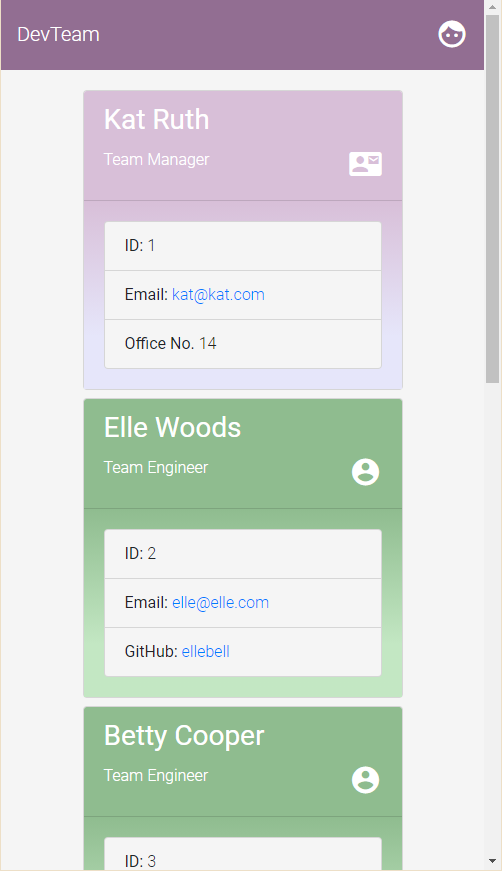 DevTeam
Kat Ruth
Team Manager
ID: 1
Email: kat@kat.com
Office No. 14
Elle Woods
Team Engineer
ID: 2
Email: elle@elle.com
GitHub: ellebell
Betty Cooper
Team Engineer
ID: 3